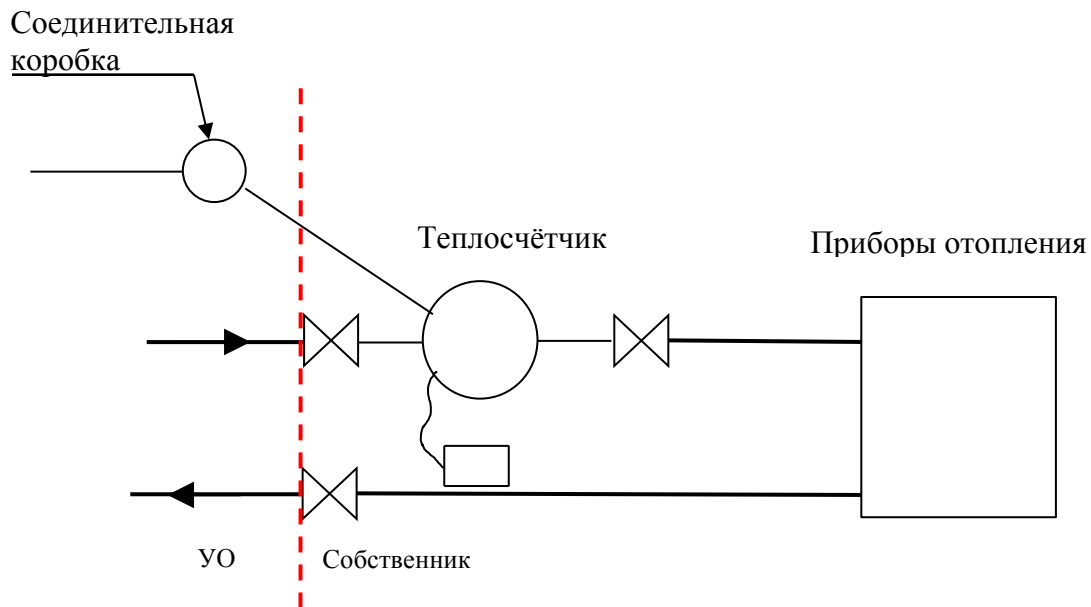 Соединительная
коробка
Теплосчётчик
Приборы отопления
УО
Собственник